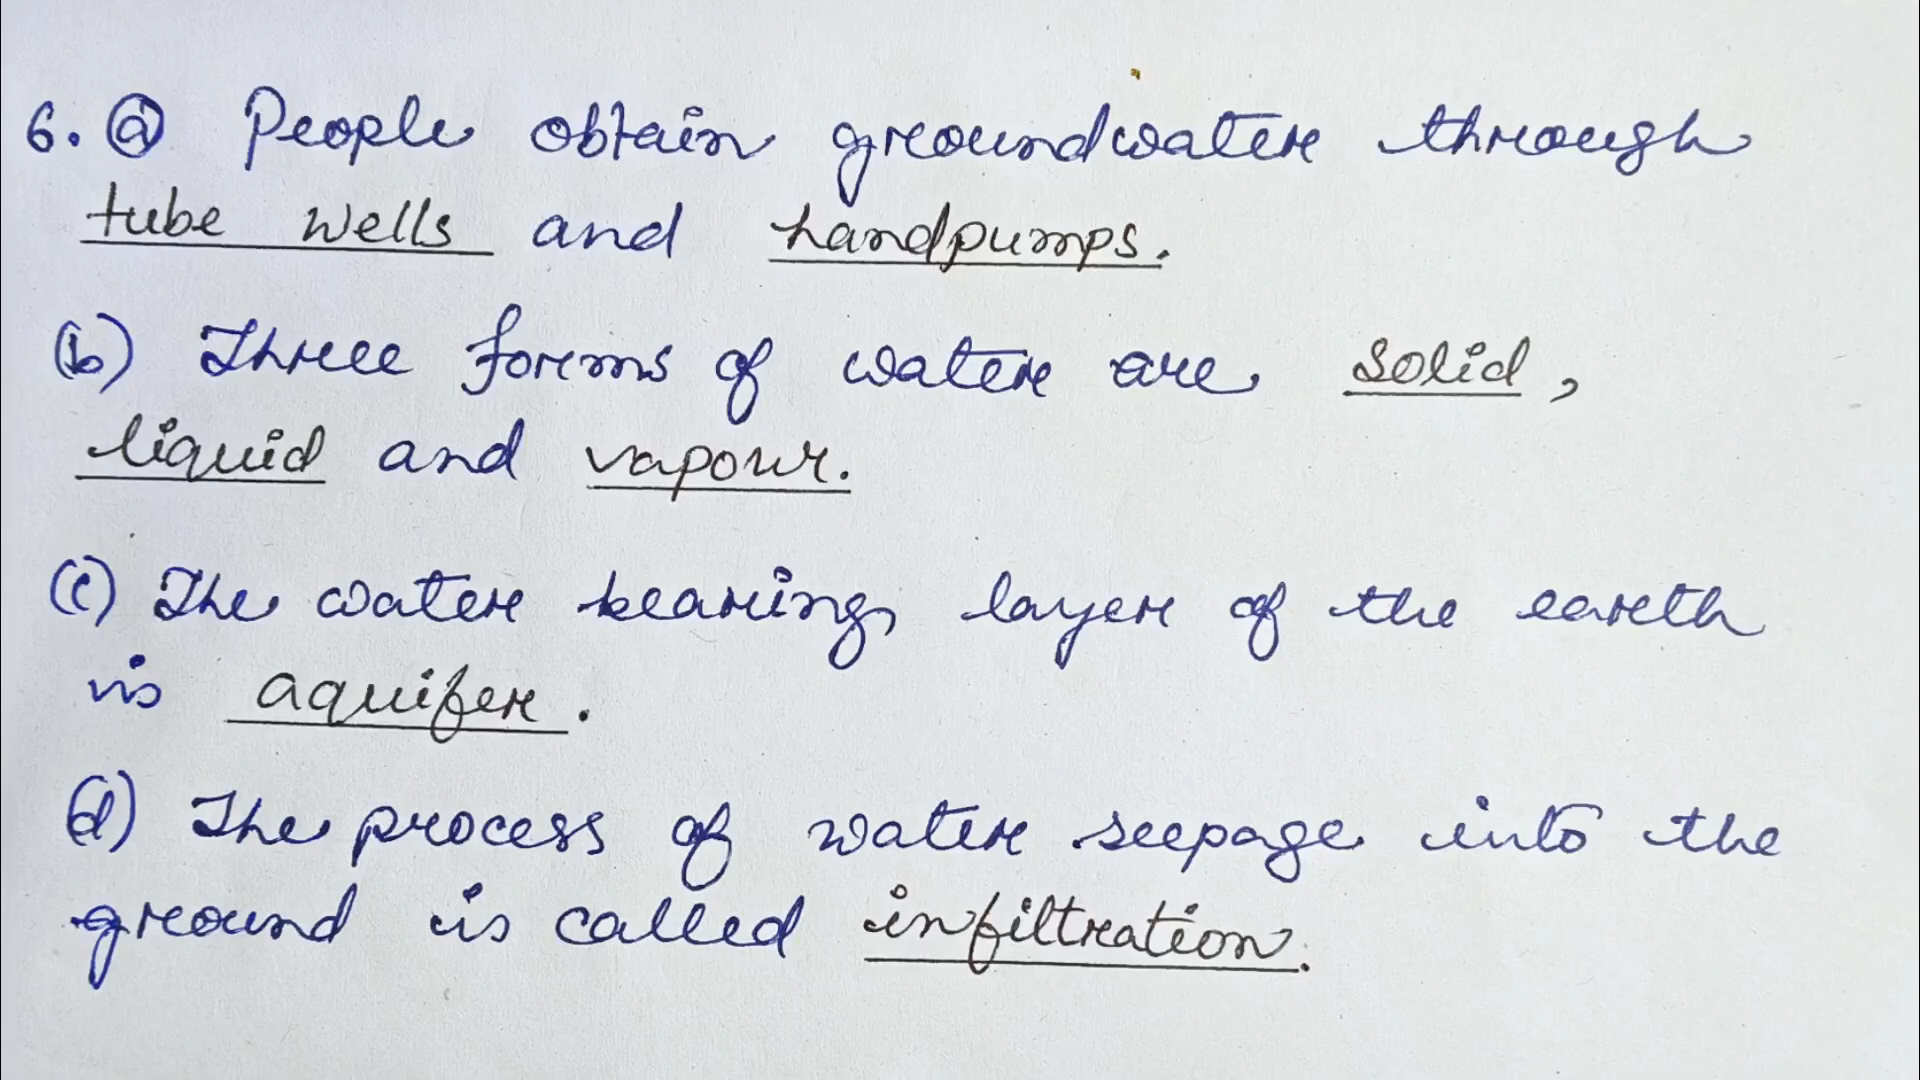 6. (a) People obtain groundwater through
tube wells and handpumps.
(b) Three forms of water are solid,
liquid and vapour.
(c) The water bearing layer of the earth
is aquifer.
(d) The process of water seepage into the
ground is called infiltration.